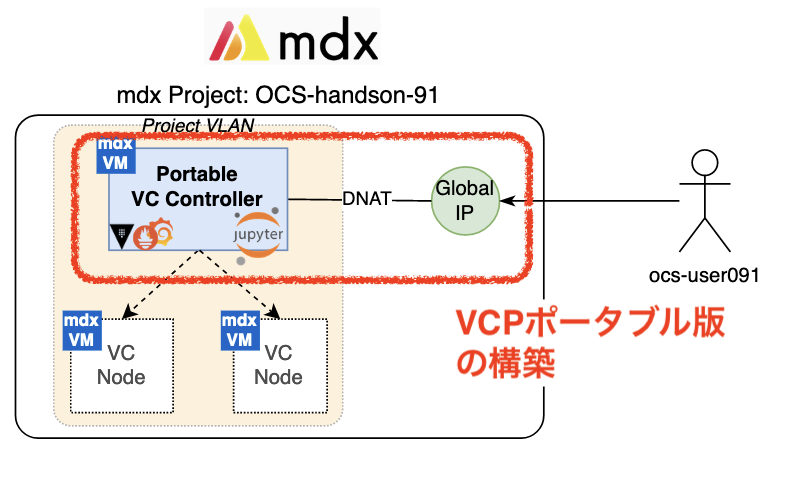 mdx
mdx Project: OCS-handson-91
Project VLAN
mdx
VM
Portable
VC Controller
jupyter
DNAT
Global
IP
ocs-user091
mdx
VM
VC
Node
mdx
VM
VC
Node
VCPポータブル版
の構築